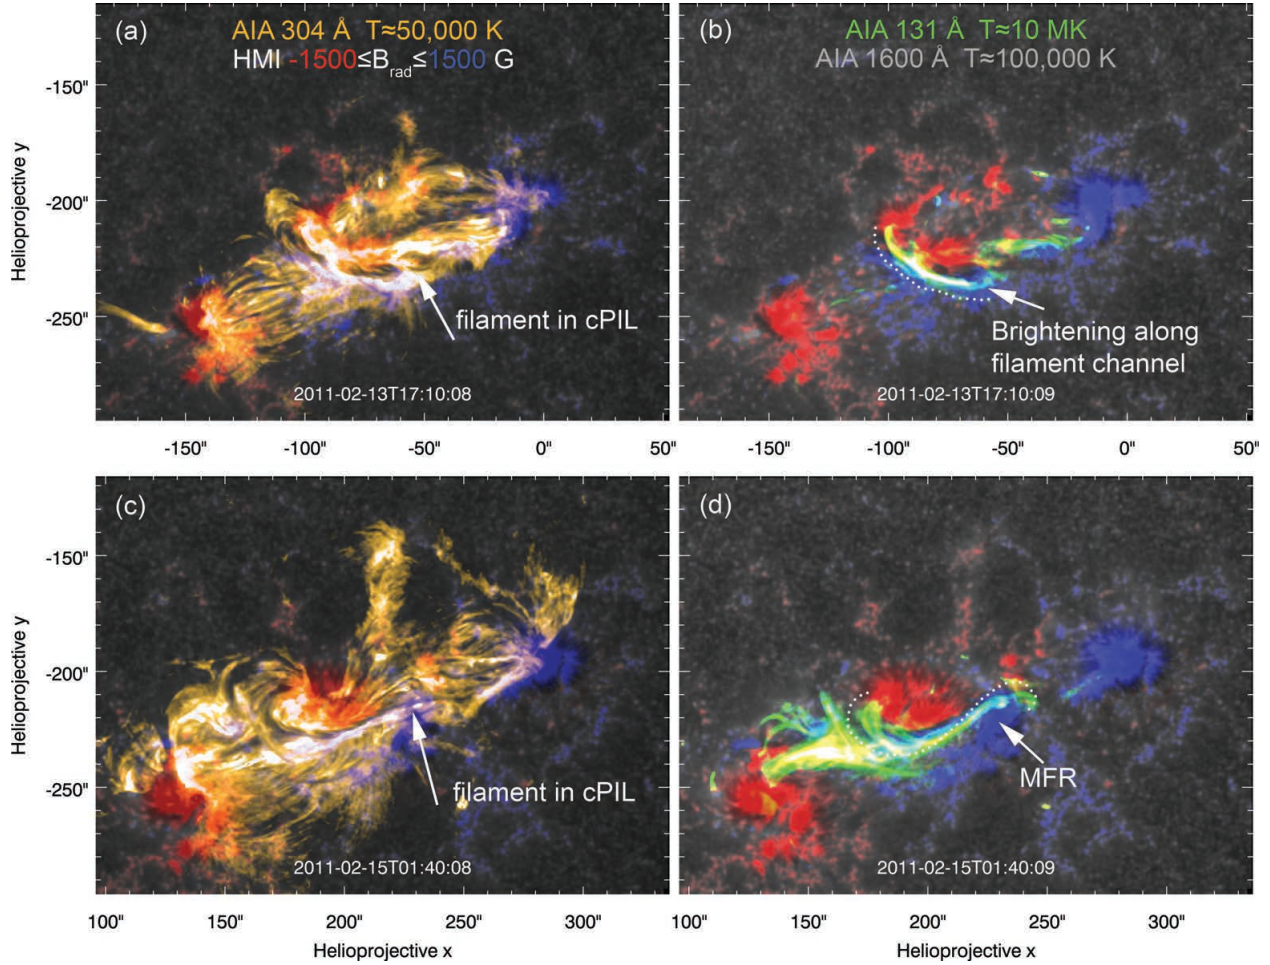 (a)
AIA 304 Å T≈50,000 K
HMI -1500≤B_rad≤1500 G
filament in cPIL
2011-02-13T17:10:08
(b)
AIA 131 Å T≈10 MK
AIA 1600 Å T≈100,000 K
Brightening along
filament channel
2011-02-13T17:10:09
-150"
-200"
-250"
Helioprojective y
-150" -100" -50" 0" 50"
-150" -100" -50" 0" 50"
(c)
filament in cPIL
2011-02-15T01:40:08
(d)
MFR
2011-02-15T01:40:09
-150"
-200"
-250"
Helioprojective y
100" 150" 200" 250" 300"
100" 150" 200" 250" 300"
Helioprojective x
Helioprojective x